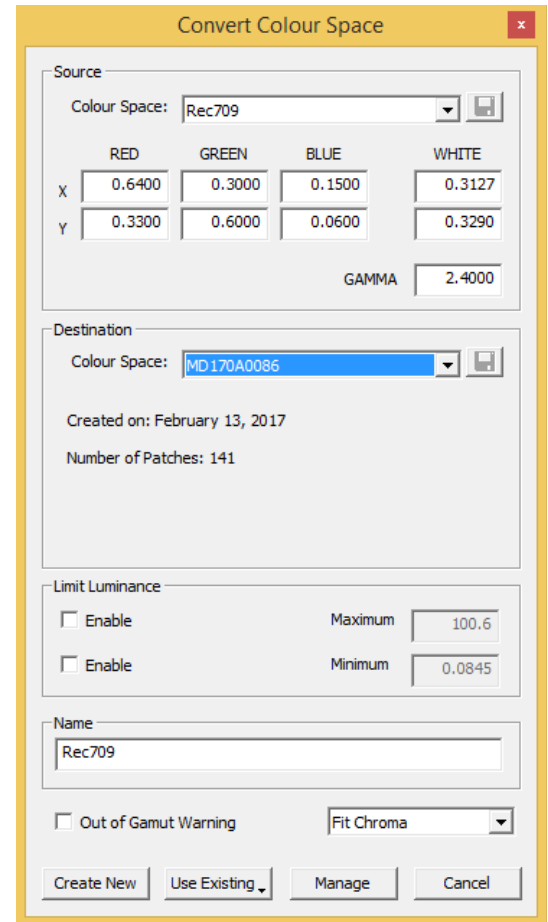 Convert Colour Space
x
Source
Colour Space: Rec709
RED GREEN BLUE WHITE
X 0.6400 0.3000 0.1500 0.3127
Y 0.3300 0.6000 0.0600 0.3290
GAMMA 2.4000
Destination
Colour Space: MD170A0086
Created on: February 13, 2017
Number of Patches: 141
Limit Luminance
Enable Maximum 100.6
Enable Minimum 0.0845
Name
Rec709
Out of Gamut Warning Fit Chroma
Create New Use Existing Manage Cancel